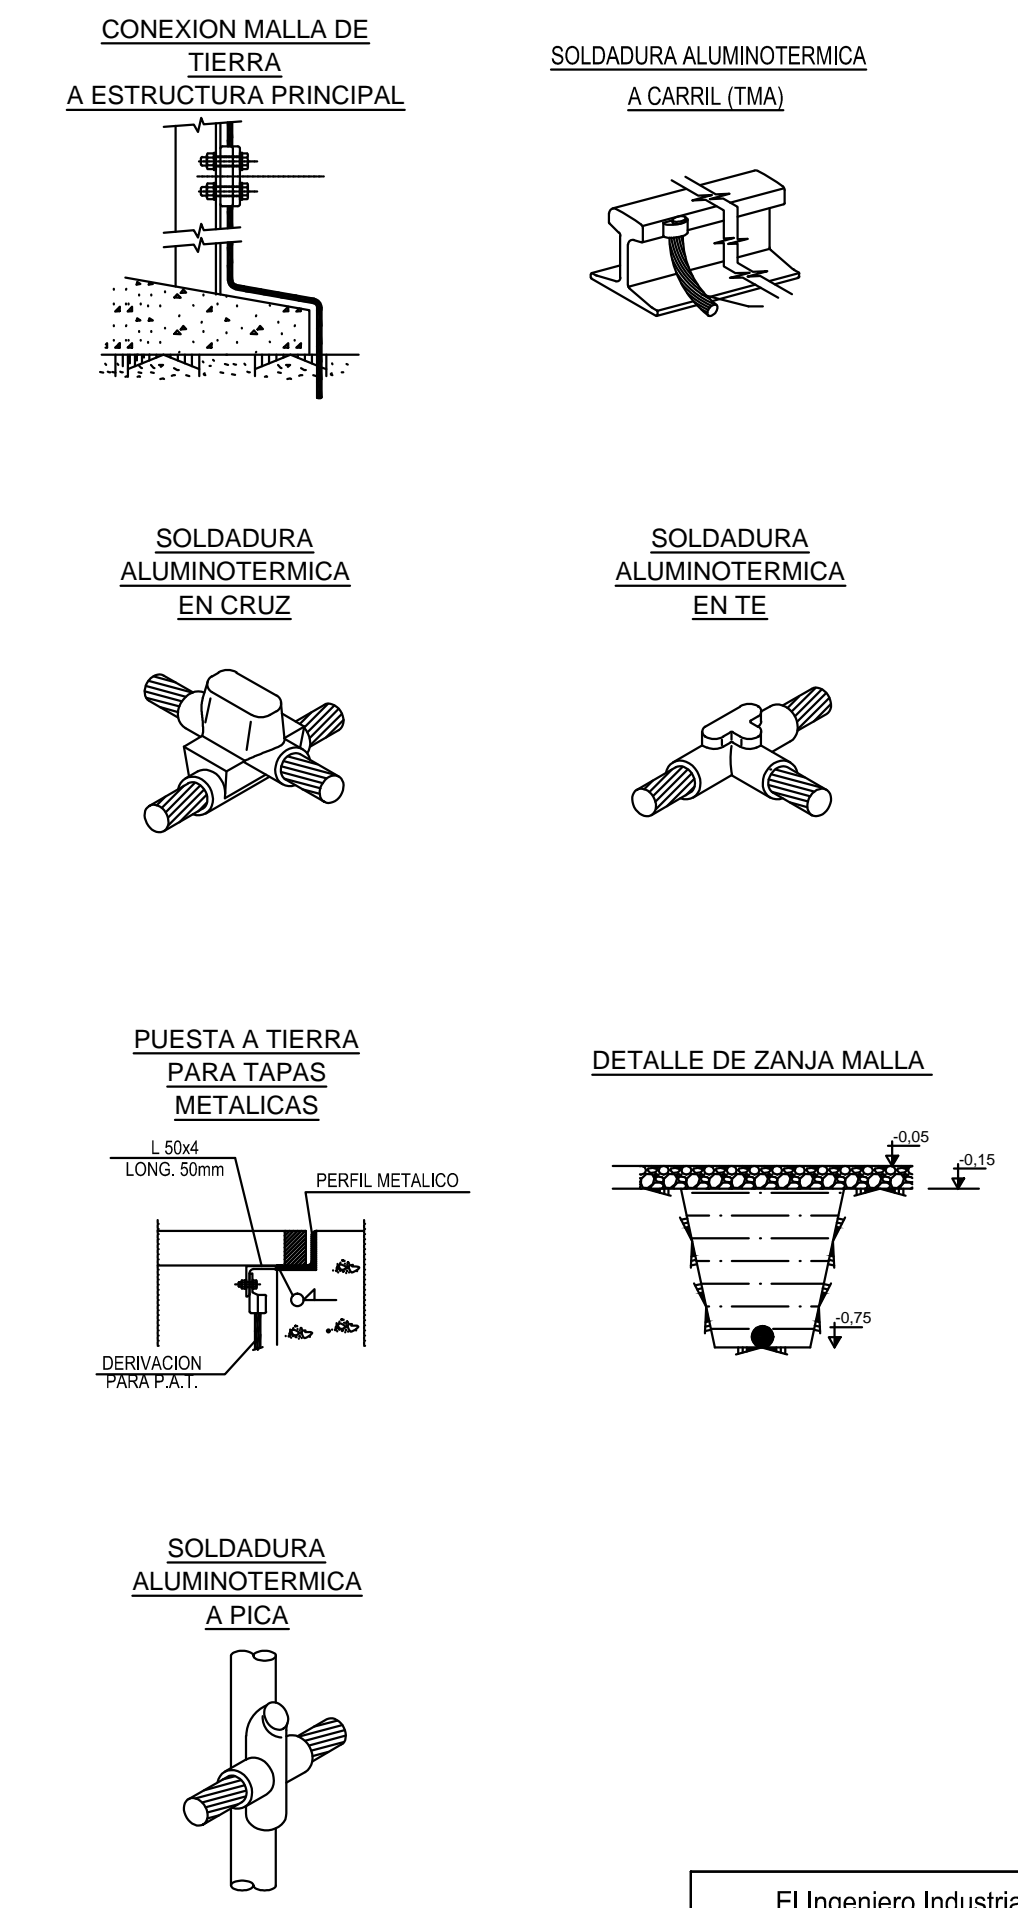 CONEXION MALLA DE
TIERRA
A ESTRUCTURA PRINCIPAL
SOLDADURA ALUMINOTERMICA
A CARRIL (TMA)
SOLDADURA
ALUMINOTERMICA
EN CRUZ
SOLDADURA
ALUMINOTERMICA
EN TE
PUESTA A TIERRA
PARA TAPAS
METALICAS
L 50x4
LONG. 50mm
PERFIL METALICO
DERIVACION
PARA P.A.T.
DETALLE DE ZANJA MALLA
-0,05
-0,15
-0,75
SOLDADURA
ALUMINOTERMICA
A PICA
El Ingeniero Industria